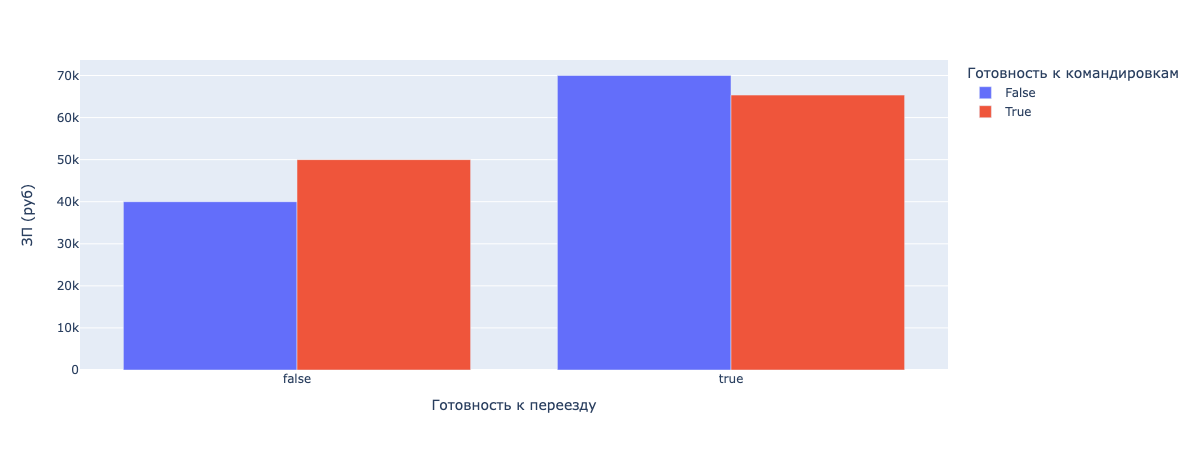 70k
60k
50k
40k
30k
20k
10k
0
ЗП (руб)
false
true
Готовность к переезду
Готовность к командировкам
False
True